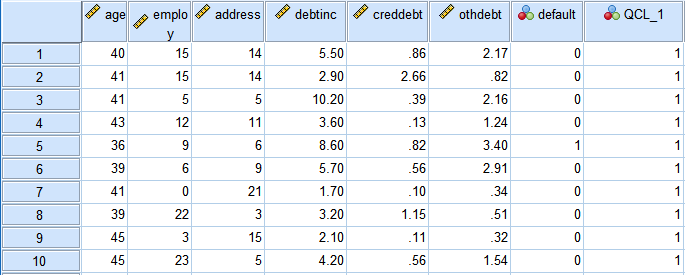 age employ address debtinc creddebt othdebt default QCL_1
1 40 15 14 5.50 .86 2.17 0 1
2 41 15 14 2.90 2.66 .82 0 1
3 41 5 5 10.20 .39 2.16 0 1
4 43 12 11 3.60 .13 1.24 0 1
5 36 9 6 8.60 .82 3.40 1 1
6 39 6 9 5.70 .56 2.91 0 1
7 41 0 21 1.70 .10 .34 0 1
8 39 22 3 3.20 1.15 .51 0 1
9 45 3 15 2.10 .11 .32 0 1
10 45 23 5 4.20 .56 1.54 0 1